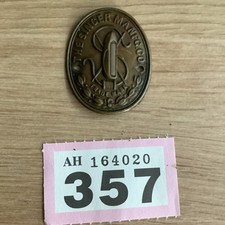 THE SINGER MANFG. CO.
AH 164020
357